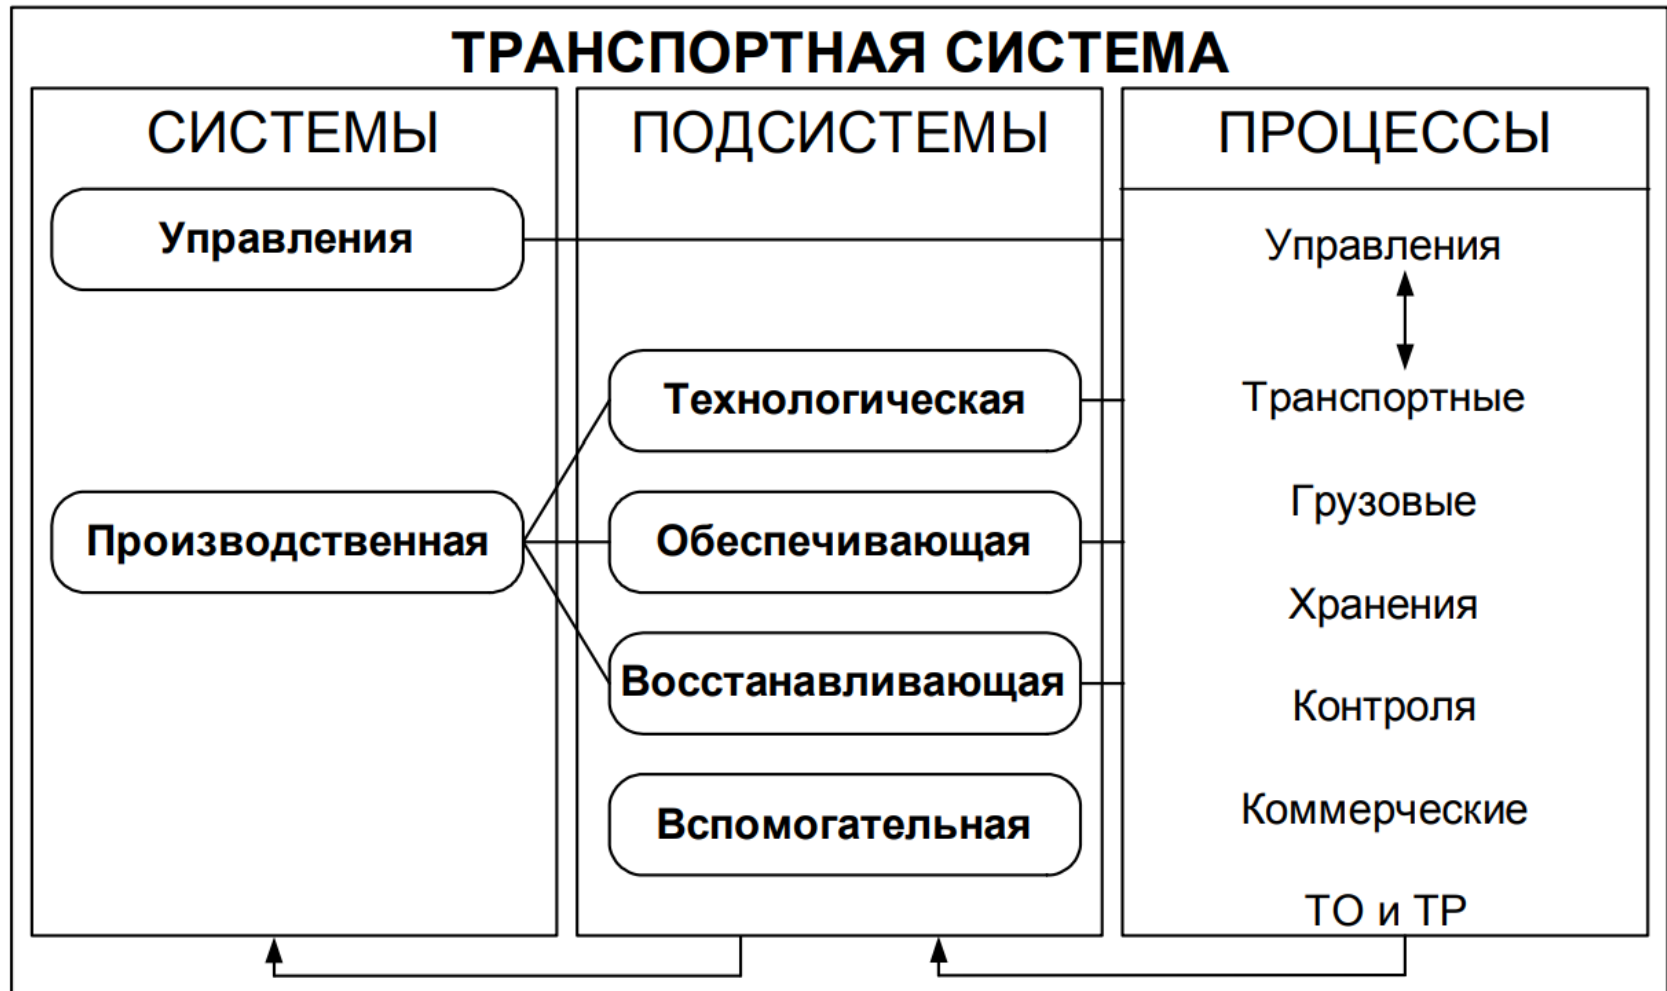 ТРАНСПОРТНАЯ СИСТЕМА
СИСТЕМЫ
Управления
Производственная
ПОДСИСТЕМЫ
Технологическая
Обеспечивающая
Восстанавливающая
Вспомогательная
ПРОЦЕССЫ
Управления
Транспортные
Грузовые
Хранения
Контроля
Коммерческие
ТО и ТР